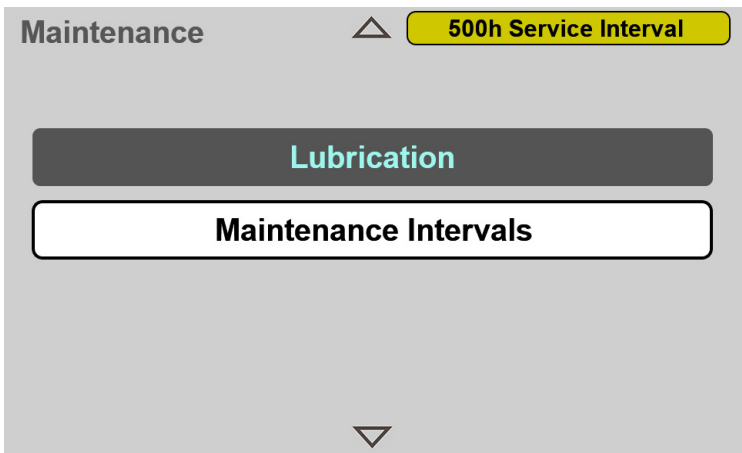 Maintenance
500h Service Interval
Lubrication
Maintenance Intervals